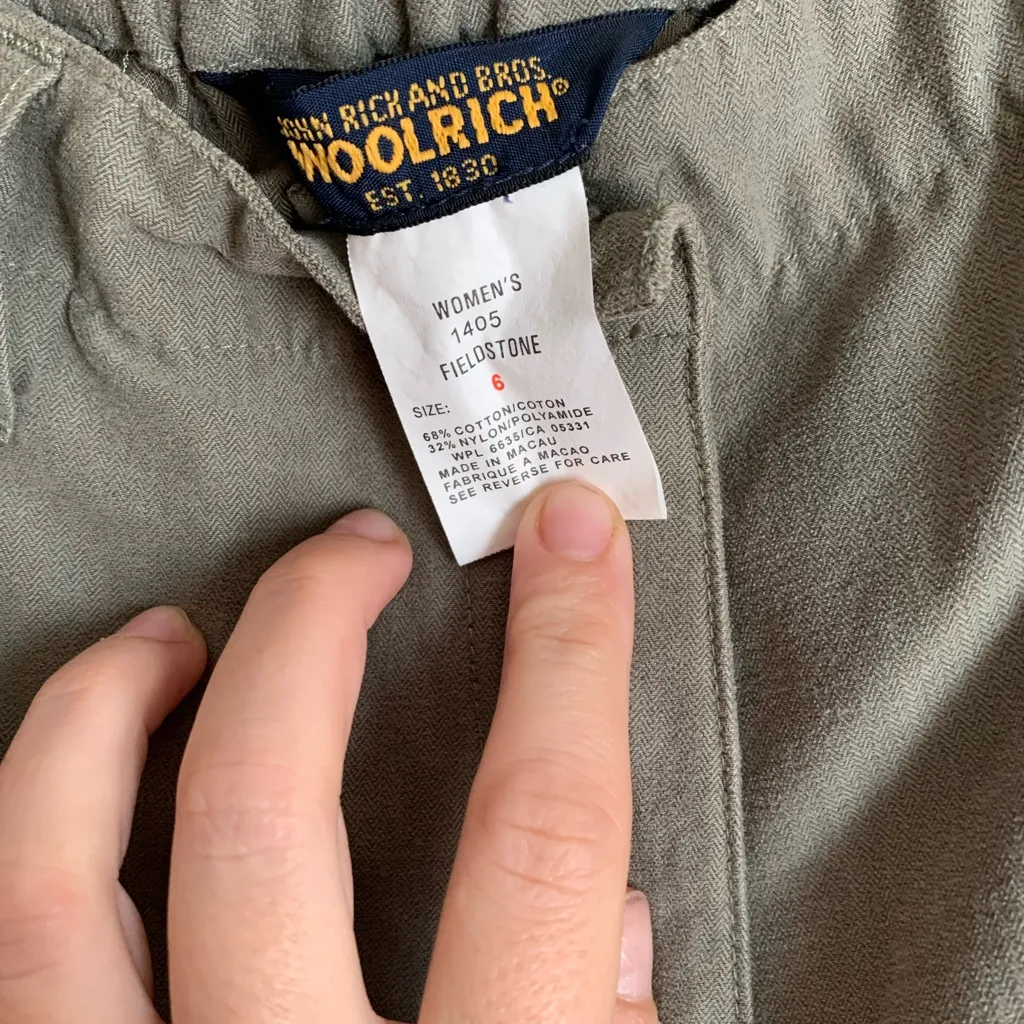 JOHN RICH AND BROS.
WOOLRICH®
EST. 1830
WOMEN'S
1405
FIELDSTONE
6
SIZE:
68% COTTON/COTON
32% NYLON/POLYAMIDE
WPL 6635/CA 05331
MADE IN MACAU
FABRIQUE A MACAO
SEE REVERSE FOR CARE